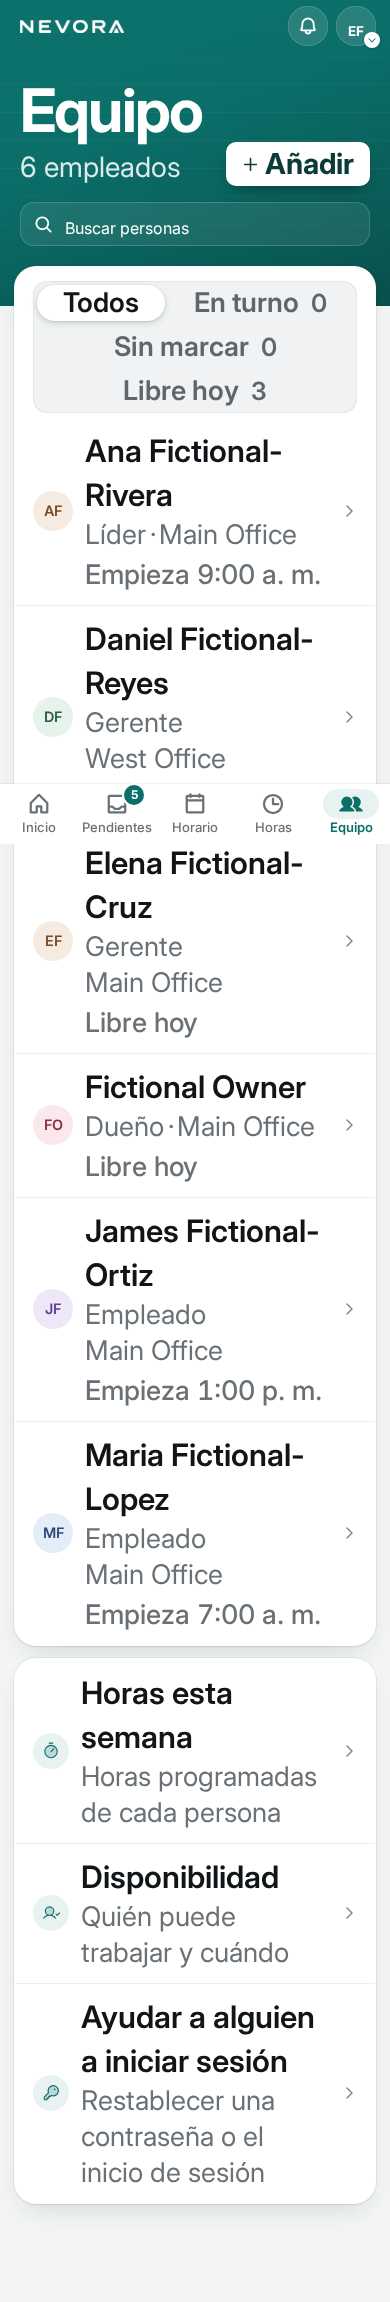 NEVORA
EF
Equipo
6 empleados
+ Añadir
Buscar personas
Todos
En turno 0
Sin marcar 0
Libre hoy 3
Ana Fictional-
Rivera
AF
Líder · Main Office
Empieza 9:00 a. m.
Daniel Fictional-
Reyes
DF
Gerente
West Office
5
Inicio
Pendientes
Horario
Horas
Equipo
Elena Fictional-
Cruz
EF
Gerente
Main Office
Libre hoy
Fictional Owner
FO
Dueño · Main Office
Libre hoy
James Fictional-
Ortiz
JF
Empleado
Main Office
Empieza 1:00 p. m.
Maria Fictional-
Lopez
MF
Empleado
Main Office
Empieza 7:00 a. m.
Horas esta
semana
Horas programadas
de cada persona
Disponibilidad
Quién puede
trabajar y cuándo
Ayudar a alguien
a iniciar sesión
Restablecer una
contraseña o el
inicio de sesión